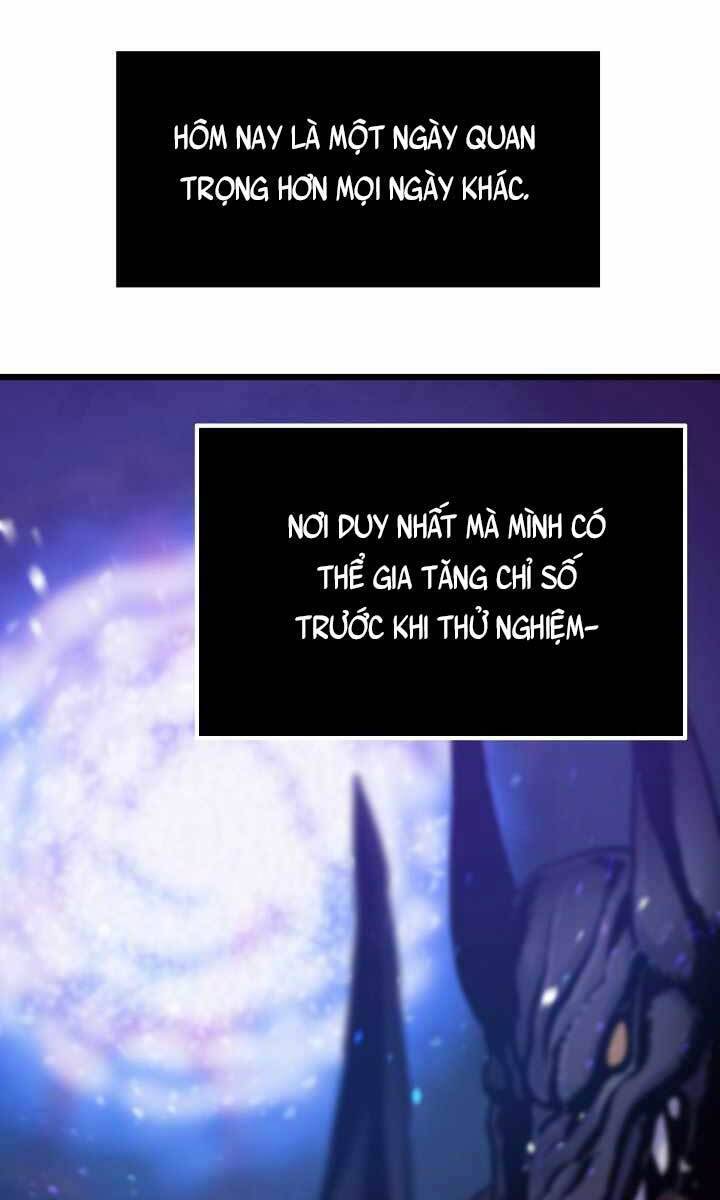 HÔM NAY LÀ MỘT NGÀY QUAN
TRỌNG HƠN MỌI NGÀY KHÁC.
NƠI DUY NHẤT MÀ MÌNH CÓ
THỂ GIA TĂNG CHỈ SỐ
TRƯỚC KHI THỬ NGHIỆM-